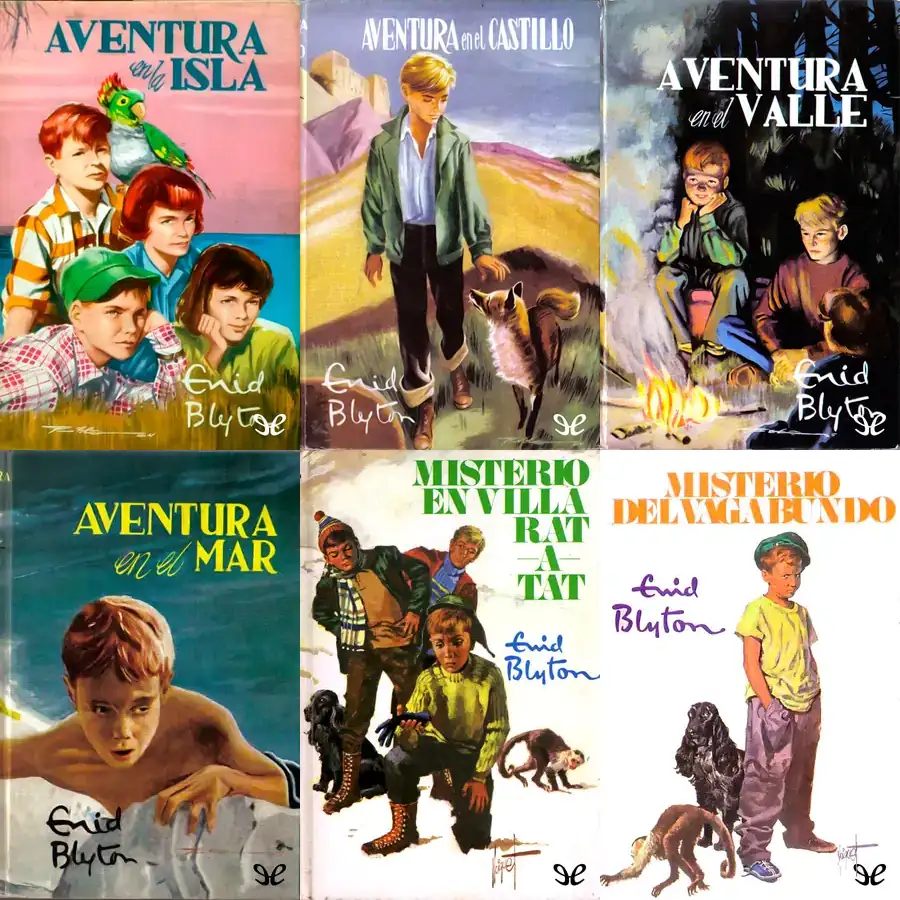 AVENTURA
en la ISLA
Enid
Blyton
AVENTURA en el CASTILLO
Enid
Blyton
AVENTURA
en el VALLE
Enid
Blyton
RA
AVENTURA
en el MAR
Enid
Blyton
MISTERIO
EN VILLA
RAT
-A-
TAT
Enid
Blyton
MISTERIO
DEL VAGABUNDO
Enid
Blyton